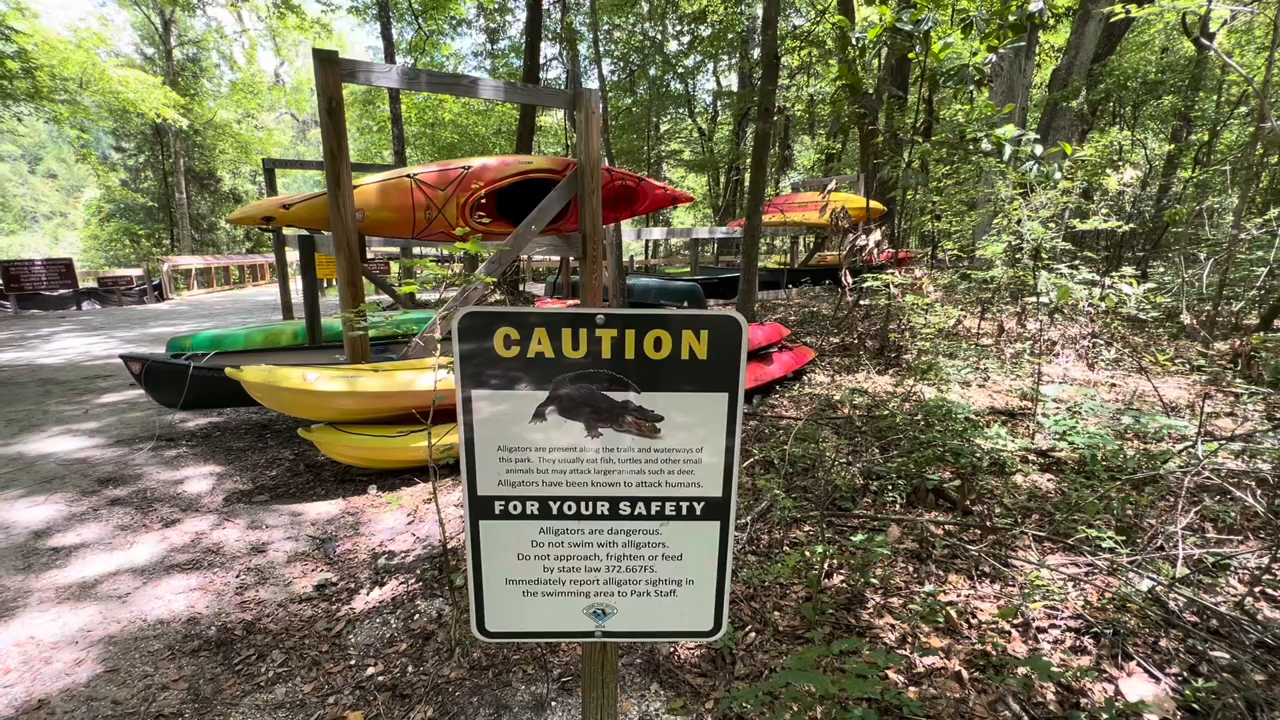 CAUTION
Alligators are present along the trails and waterways of
this park. They usually eat fish, turtles and other small
animals but may attack larger animals such as deer.
Alligators have been known to attack humans.
FOR YOUR SAFETY
Alligators are dangerous.
Do not swim with alligators.
Do not approach, frighten or feed
by state law 372.667FS.
Immediately report alligator sighting in
the swimming area to Park Staff.